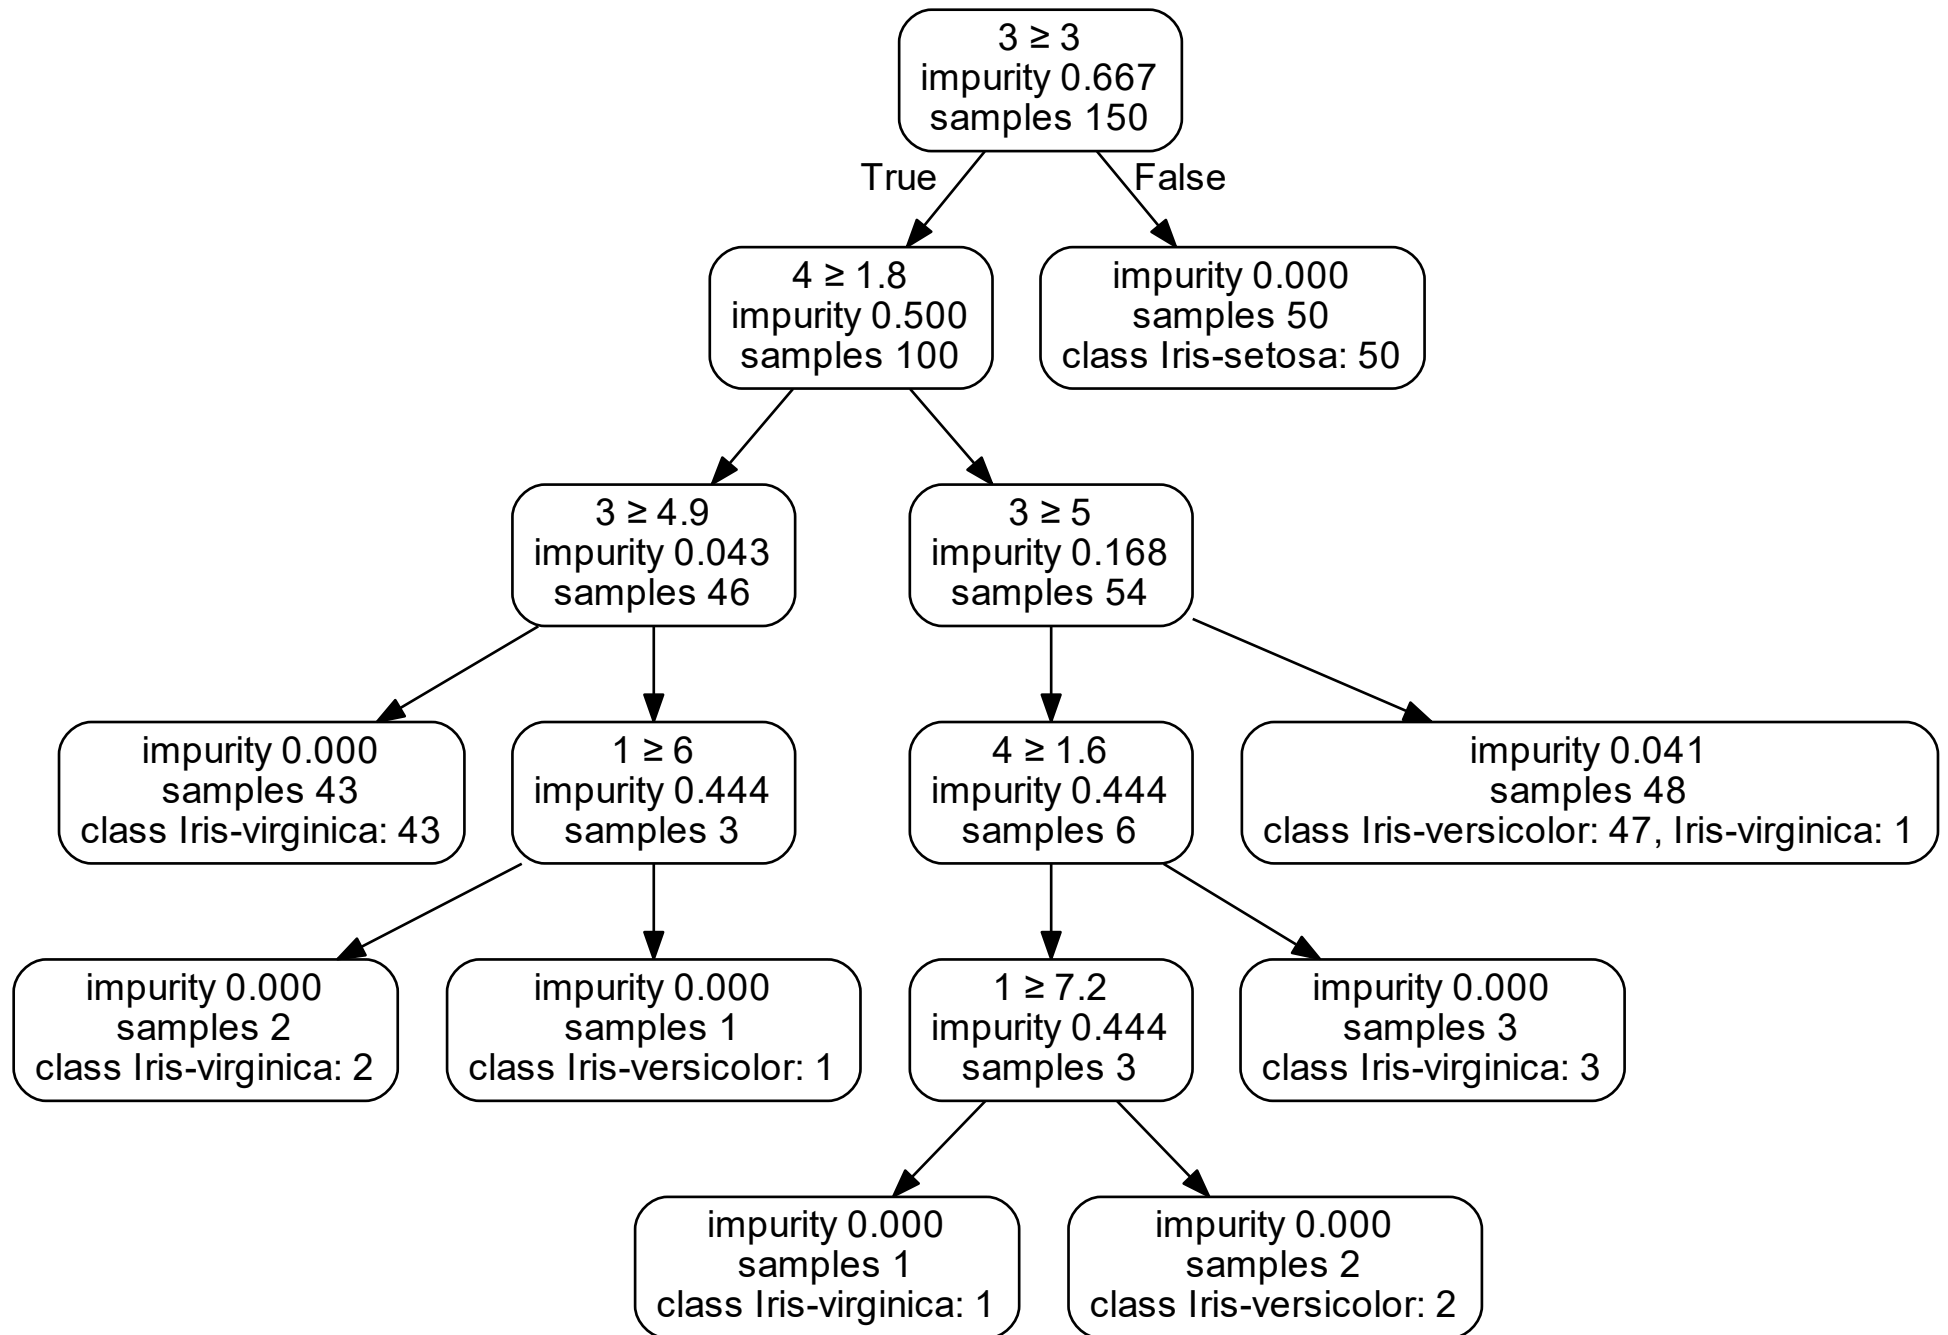 3 ≥ 3
impurity 0.667
samples 150
True
False
4 ≥ 1.8
impurity 0.500
samples 100
impurity 0.000
samples 50
class Iris-setosa: 50
3 ≥ 4.9
impurity 0.043
samples 46
3 ≥ 5
impurity 0.168
samples 54
impurity 0.000
samples 43
class Iris-virginica: 43
1 ≥ 6
impurity 0.444
samples 3
4 ≥ 1.6
impurity 0.444
samples 6
impurity 0.041
samples 48
class Iris-versicolor: 47, Iris-virginica: 1
impurity 0.000
samples 2
class Iris-virginica: 2
impurity 0.000
samples 1
class Iris-versicolor: 1
1 ≥ 7.2
impurity 0.444
samples 3
impurity 0.000
samples 3
class Iris-virginica: 3
impurity 0.000
samples 1
class Iris-virginica: 1
impurity 0.000
samples 2
class Iris-versicolor: 2